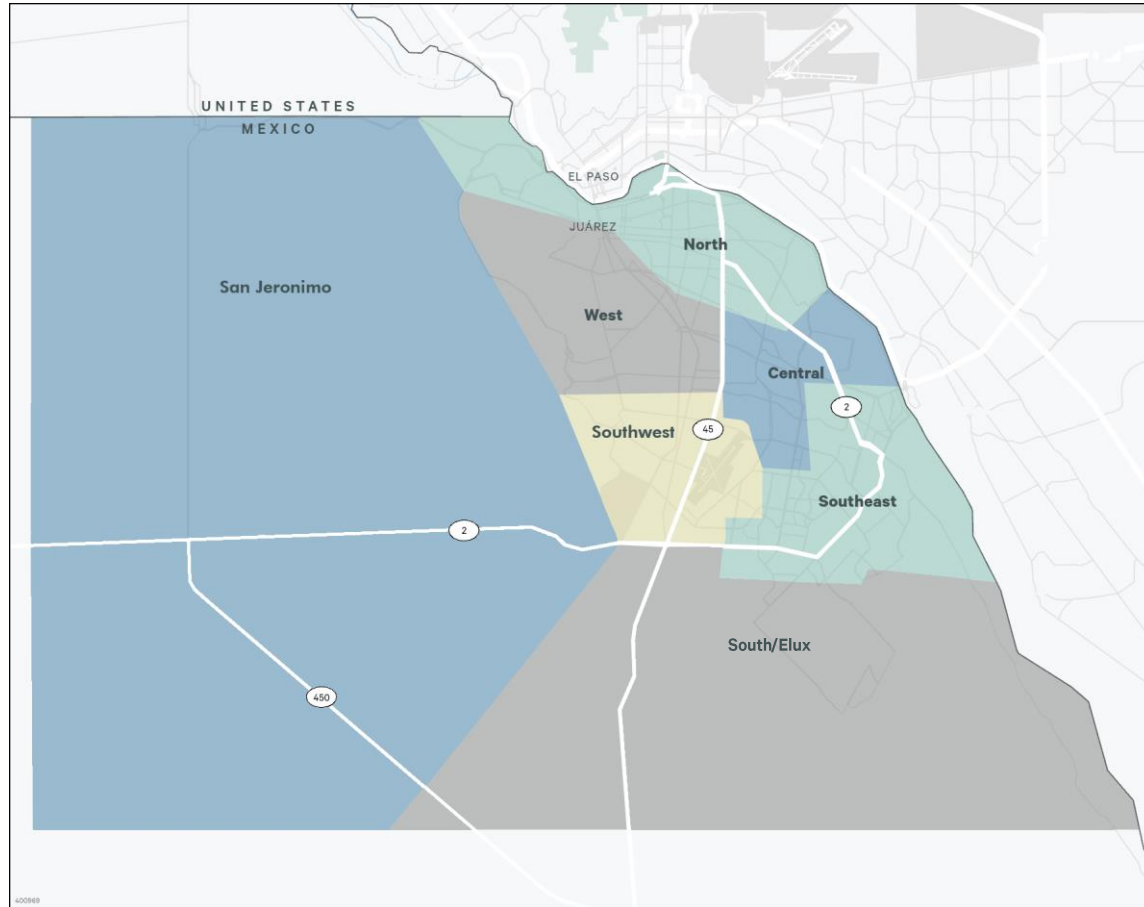 UNITED STATES
MEXICO
EL PASO
JUÁREZ
North
San Jeronimo
West
Central
2
Southwest
45
Southeast
2
South/Elux
450
400969